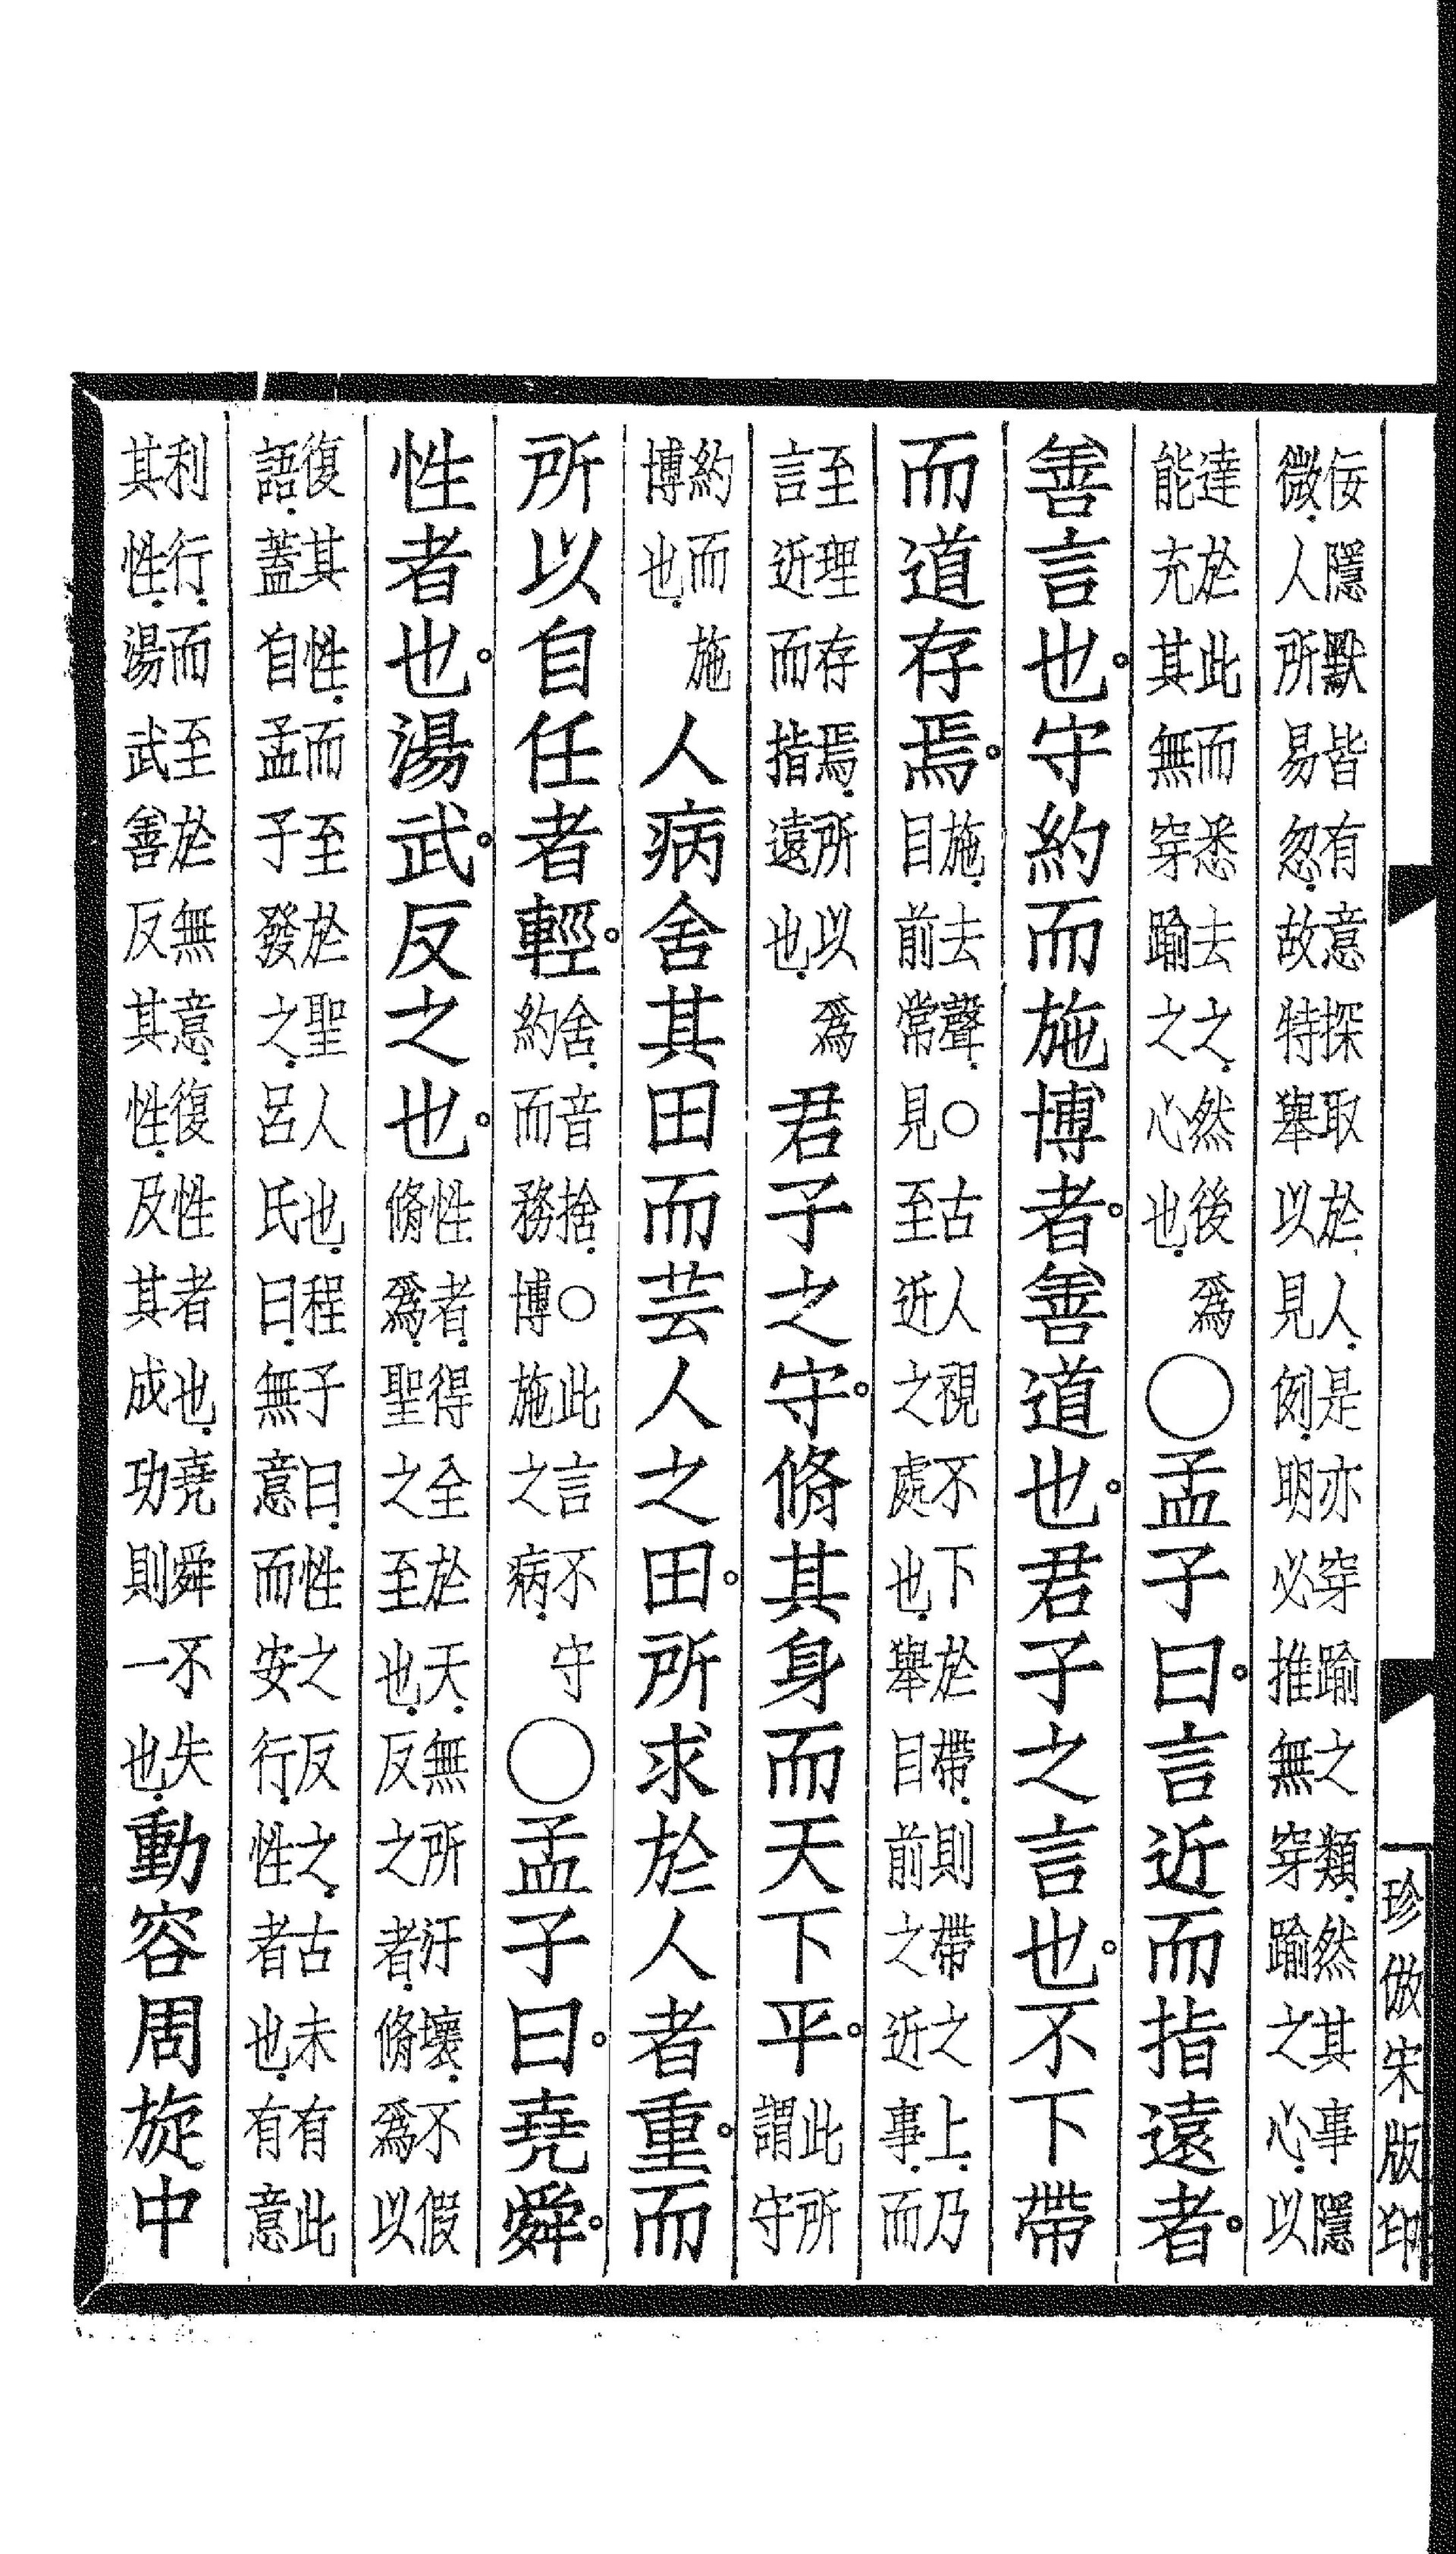 佞隱默皆有意探取於.人.是亦穿踰之類.然其事隱
微.人所易忽.故特舉以見例.明必推無穿踰之心.以
達於此而悉去之.然後爲
能充其無穿踰之心也.
○孟子曰。言近而指遠者。
善言也。守約而施博者。善道也。君子之言也。不下帶
而道存焉。
施.去聲.○古人視不下於帶.則帶之上.乃
目前常見至近之處也.舉目前之近事.而
至理存焉.所以爲
言近而指遠也.
君子之守。脩其身而天下平。
此所
謂守
約而施
博也.
人病舍其田而芸人之田。所求於人者重。而
所以自任者輕。
舍.音捨.○此言不守
約而務博施之病.
○孟子曰。堯舜。
性者也。湯武。反之也。
性者.得全於天.無所汙壞.不假
脩爲.聖之至也.反之者.脩爲以
復其性.而至於聖人也.程子曰.性之反之.古未有此
語.蓋自孟子發之.呂氏曰.無意而安行.性者也.有意
利行.而至於無意.復性者也.堯舜不失
其性.湯武善反其性.及其成功則一也.
動容周旋中
珍倣宋版印